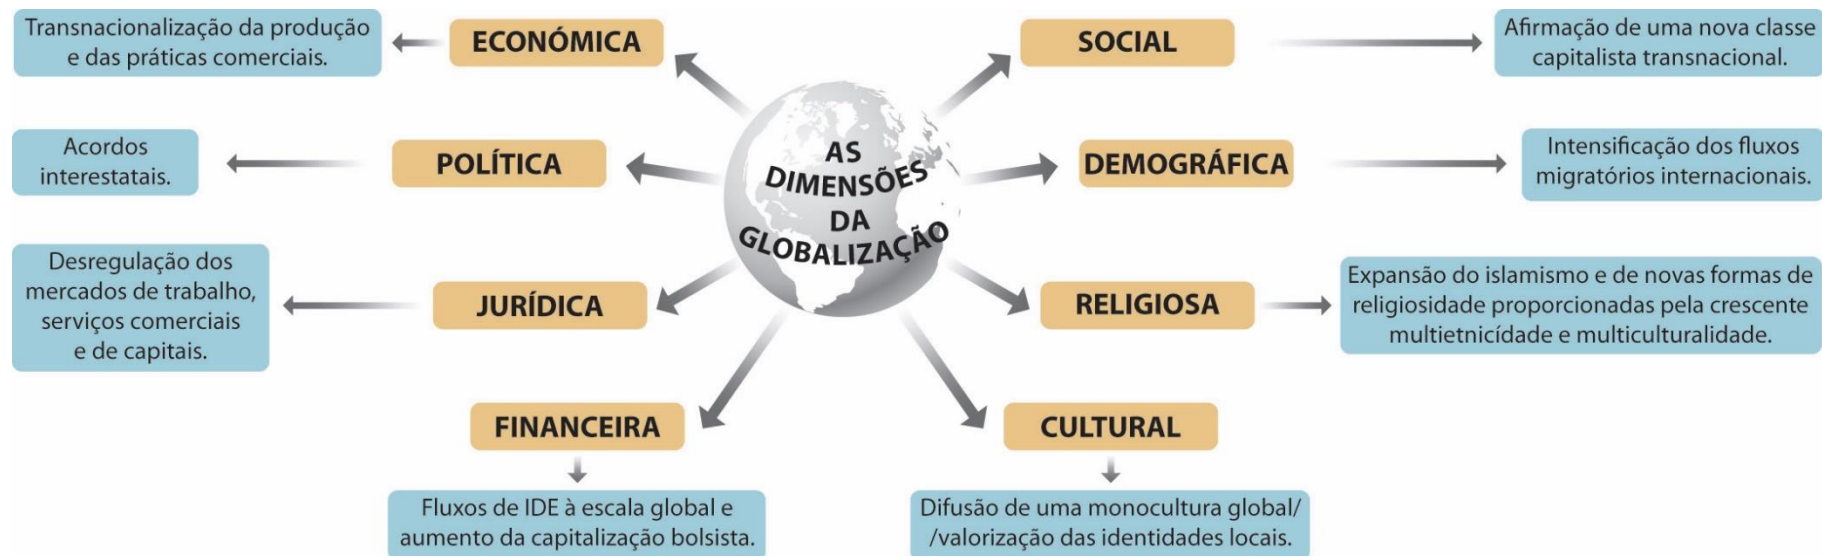 AS
DIMENSÕES
DA
GLOBALIZAÇÃO
ECONÓMICA
Transnacionalização da produção
e das práticas comerciais.
POLÍTICA
Acordos
interestatais.
JURÍDICA
Desregulação dos
mercados de trabalho,
serviços comerciais
e de capitais.
FINANCEIRA
Fluxos de IDE à escala global e
aumento da capitalização bolsista.
SOCIAL
Afirmação de uma nova classe
capitalista transnacional.
DEMOGRÁFICA
Intensificação dos fluxos
migratórios internacionais.
RELIGIOSA
Expansão do islamismo e de novas formas de
religiosidade proporcionadas pela crescente
multietnicídade e multiculturalidade.
CULTURAL
Difusão de uma monocultura global/
/valorização das identidades locais.